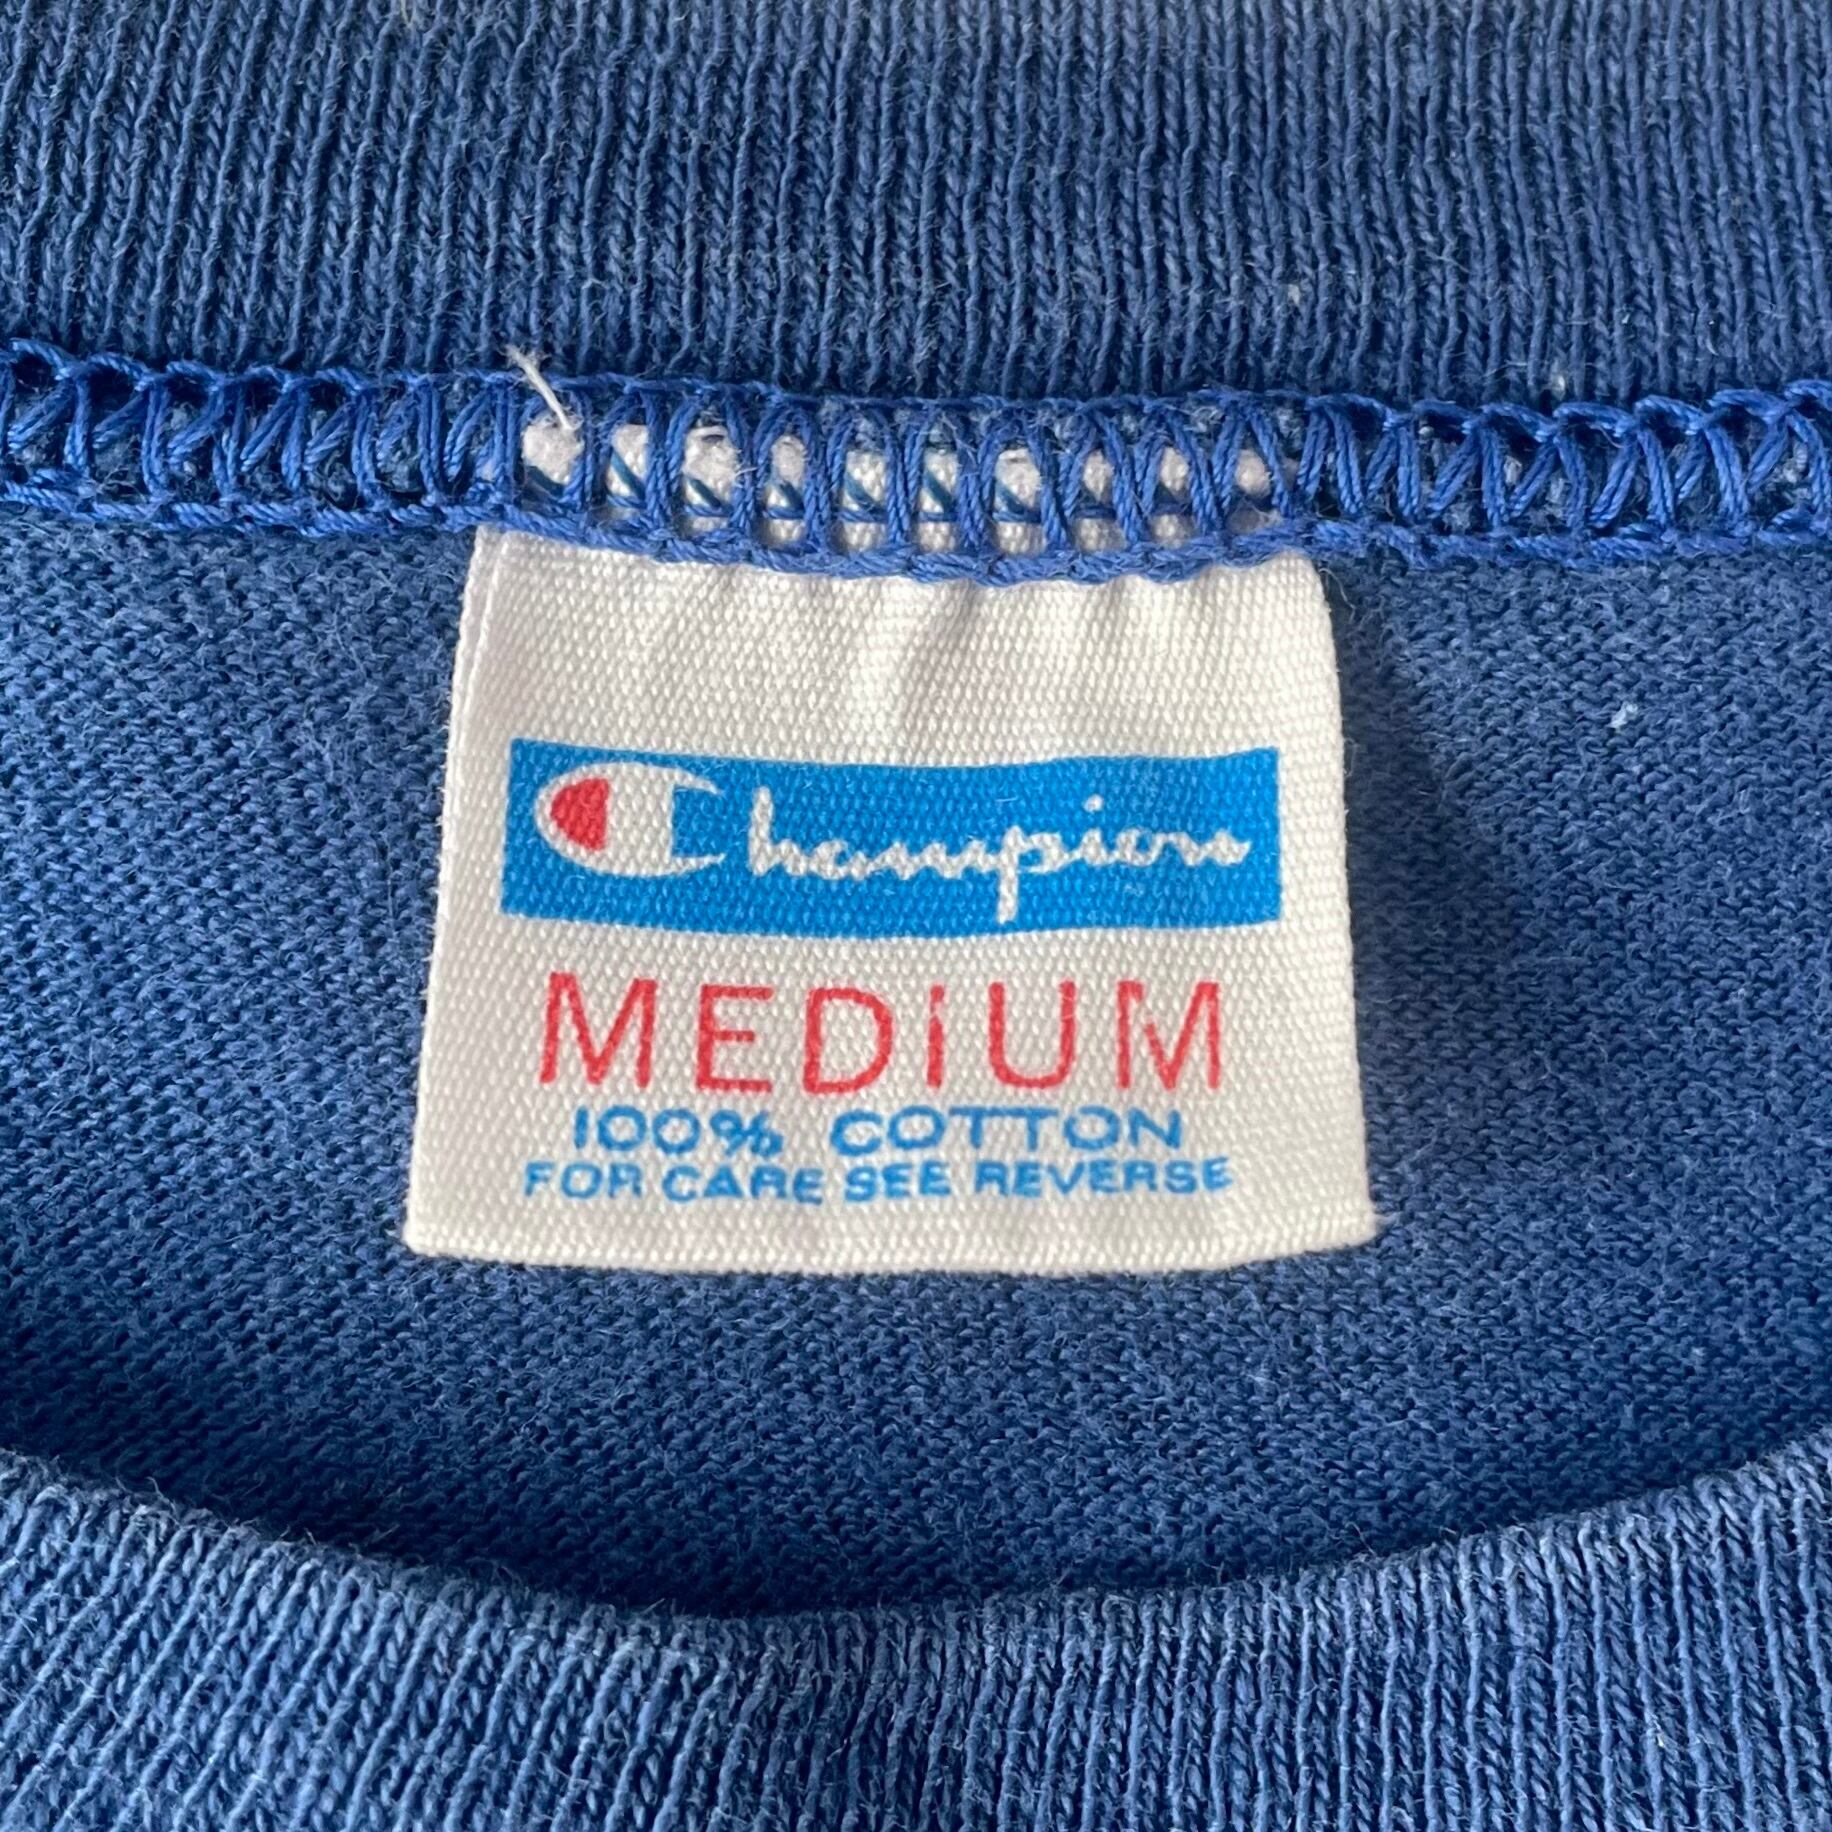 Champion
MEDIUM
100% COTTON
FOR CARE SEE REVERSE